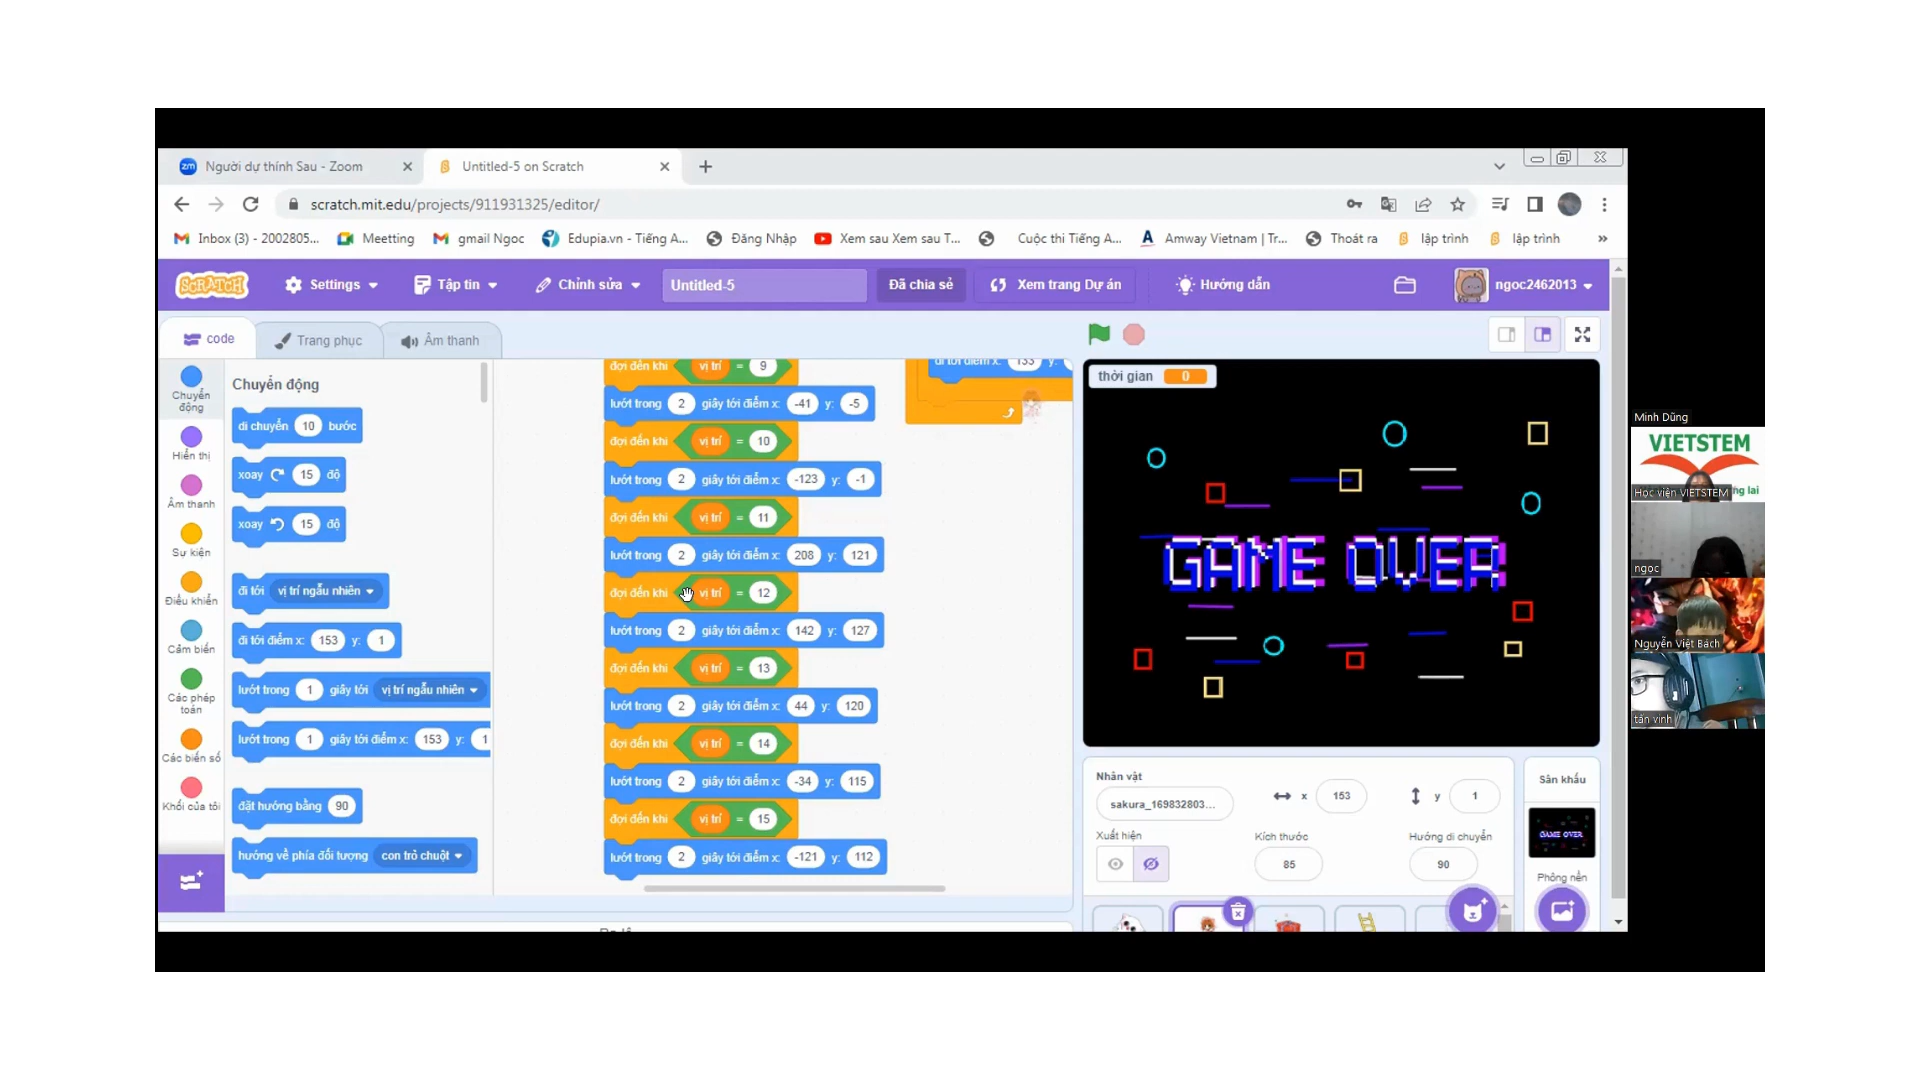 Người dự thính Sau - Zoom
Untitled-5 on Scratch
scratch.mit.edu/projects/911931325/editor/
Inbox (3) - 2002805...
Meetting
gmail Ngoc
Edupia.vn - Tiếng A...
Đăng Nhập
Xem sau Xem sau T...
Cuộc thi Tiếng A...
Amway Vietnam | Tr...
Thoát ra
lập trình
lập trình
»
SCRATCH
Settings
Tập tin
Chỉnh sửa
Untitled-5
Đã chia sẻ
Xem trang Dự án
Hướng dẫn
ngoc2462013
code
Trang phục
Âm thanh
Chuyển động
Hiển thị
Âm thanh
Sự kiện
Điều khiển
Cảm biến
Các phép toán
Các biến số
Khối của tôi
Chuyển động
di chuyển 10 bước
xoay 15 độ
xoay 15 độ
đi tới vị trí ngẫu nhiên
đi tới điểm x: 153 y: 1
lướt trong 1 giây tới vị trí ngẫu nhiên
lướt trong 1 giây tới điểm x: 153 y: 1
đặt hướng bằng 90
hướng về phía đối tượng con trỏ chuột
đợi đến khi vị trí = 9
lướt trong 2 giây tới điểm x: -41 y: -5
đợi đến khi vị trí = 10
lướt trong 2 giây tới điểm x: -123 y: -1
đợi đến khi vị trí = 11
lướt trong 2 giây tới điểm x: 208 y: 121
đợi đến khi vị trí = 12
lướt trong 2 giây tới điểm x: 142 y: 127
đợi đến khi vị trí = 13
lướt trong 2 giây tới điểm x: 44 y: 120
đợi đến khi vị trí = 14
lướt trong 2 giây tới điểm x: -34 y: 115
đợi đến khi vị trí = 15
lướt trong 2 giây tới điểm x: -121 y: 112
đi tới điểm x: 153 y:
thời gian 0
GAME OVER
Nhân vật
sakura_169832803...
x 153
y 1
Xuất hiện
Kích thước
85
Hướng di chuyển
90
Sân khấu
GAME OVER
Phông nền
Minh Dũng
VIETSTEM
Học viện VIETSTEM
ng lai
ngoc
Nguyễn Việt Bách
tân vinh